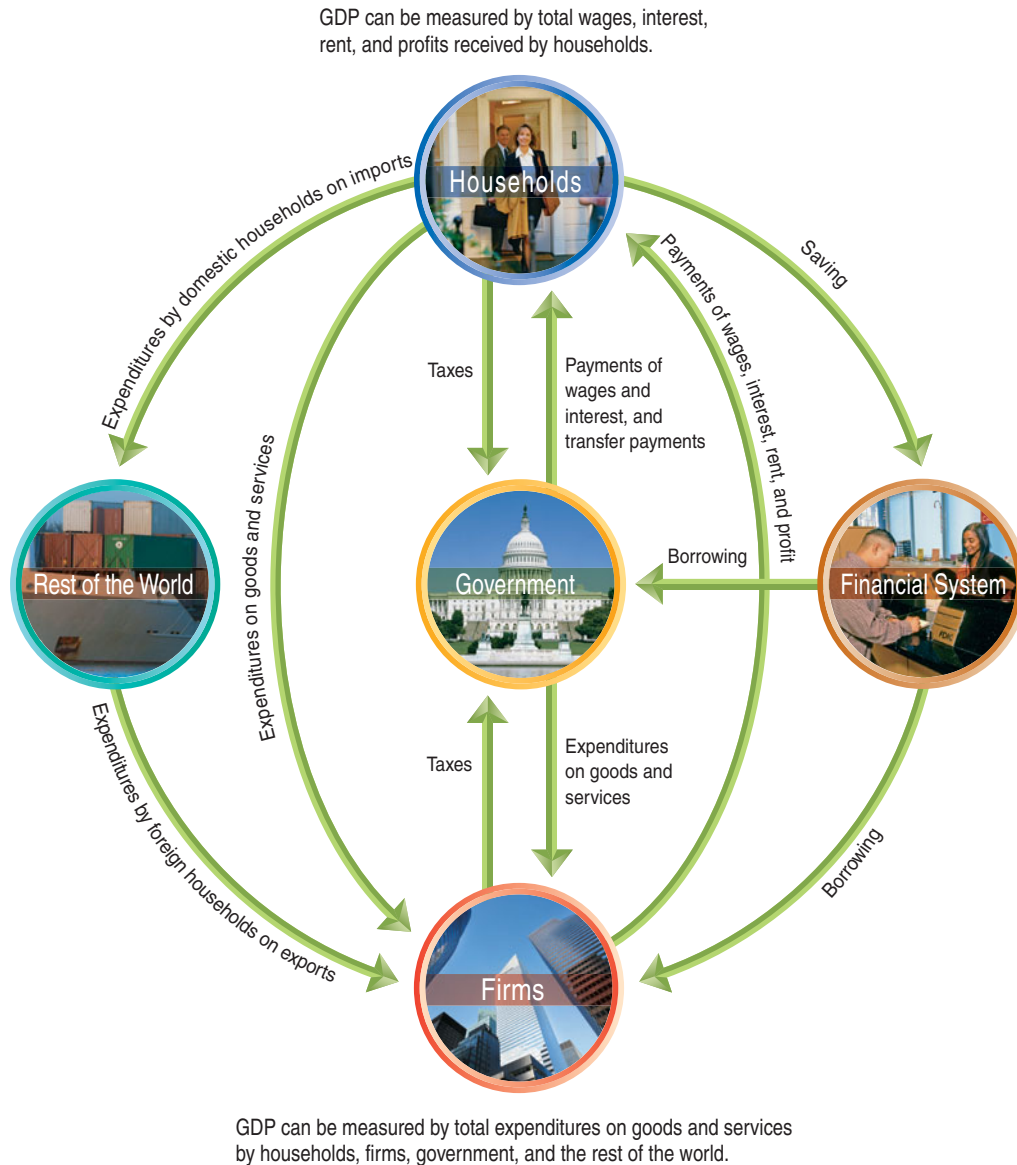 GDP can be measured by total wages, interest,
rent, and profits received by households.
Households
Expenditures by domestic households on imports
Saving
Payments of wages, interest, rent, and profit
Taxes
Payments of
wages and
interest, and
transfer payments
Expenditures on goods and services
Rest of the World
Government
Borrowing
Financial System
FDIC
Expenditures by foreign households on exports
Taxes
Expenditures
on goods and
services
Borrowing
Firms
GDP can be measured by total expenditures on goods and services
by households, firms, government, and the rest of the world.